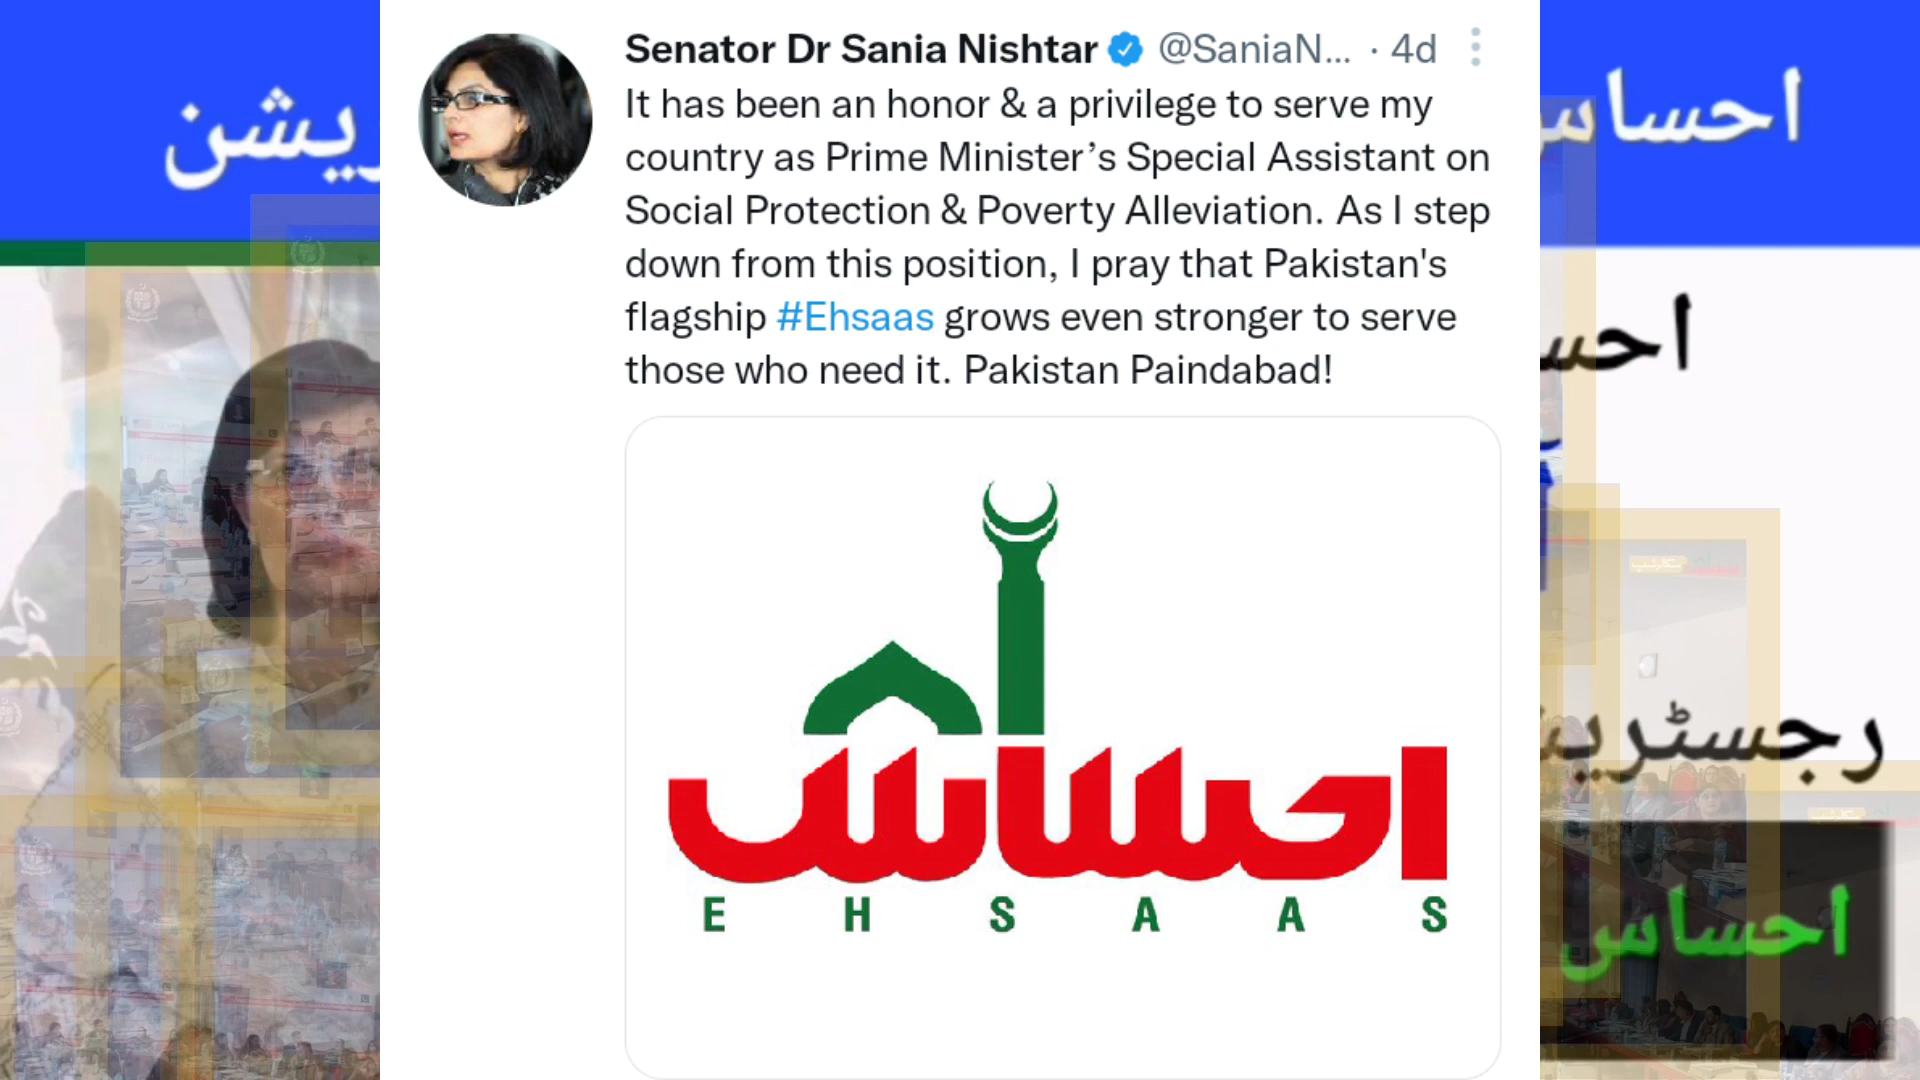 Senator Dr Sania Nishtar @SaniaN... · 4d
It has been an honor & a privilege to serve my
country as Prime Minister’s Special Assistant on
Social Protection & Poverty Alleviation. As I step
down from this position, I pray that Pakistan's
flagship #Ehsaas grows even stronger to serve
those who need it. Pakistan Paindabad!
احساس
EHSAAS
احساس
احساس